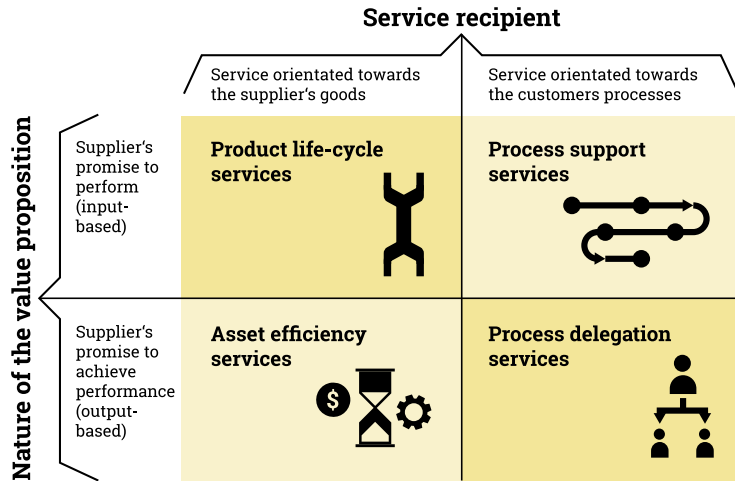 Service recipient
Service orientated towards
the supplier‘s goods
Service orientated towards
the customers processes
Nature of the value proposition
Supplier‘s
promise to
perform
(input-
based)
Product life-cycle
services
Process support
services
Supplier‘s
promise to
achieve
performance
(output-
based)
Asset efficiency
services
$
Process delegation
services